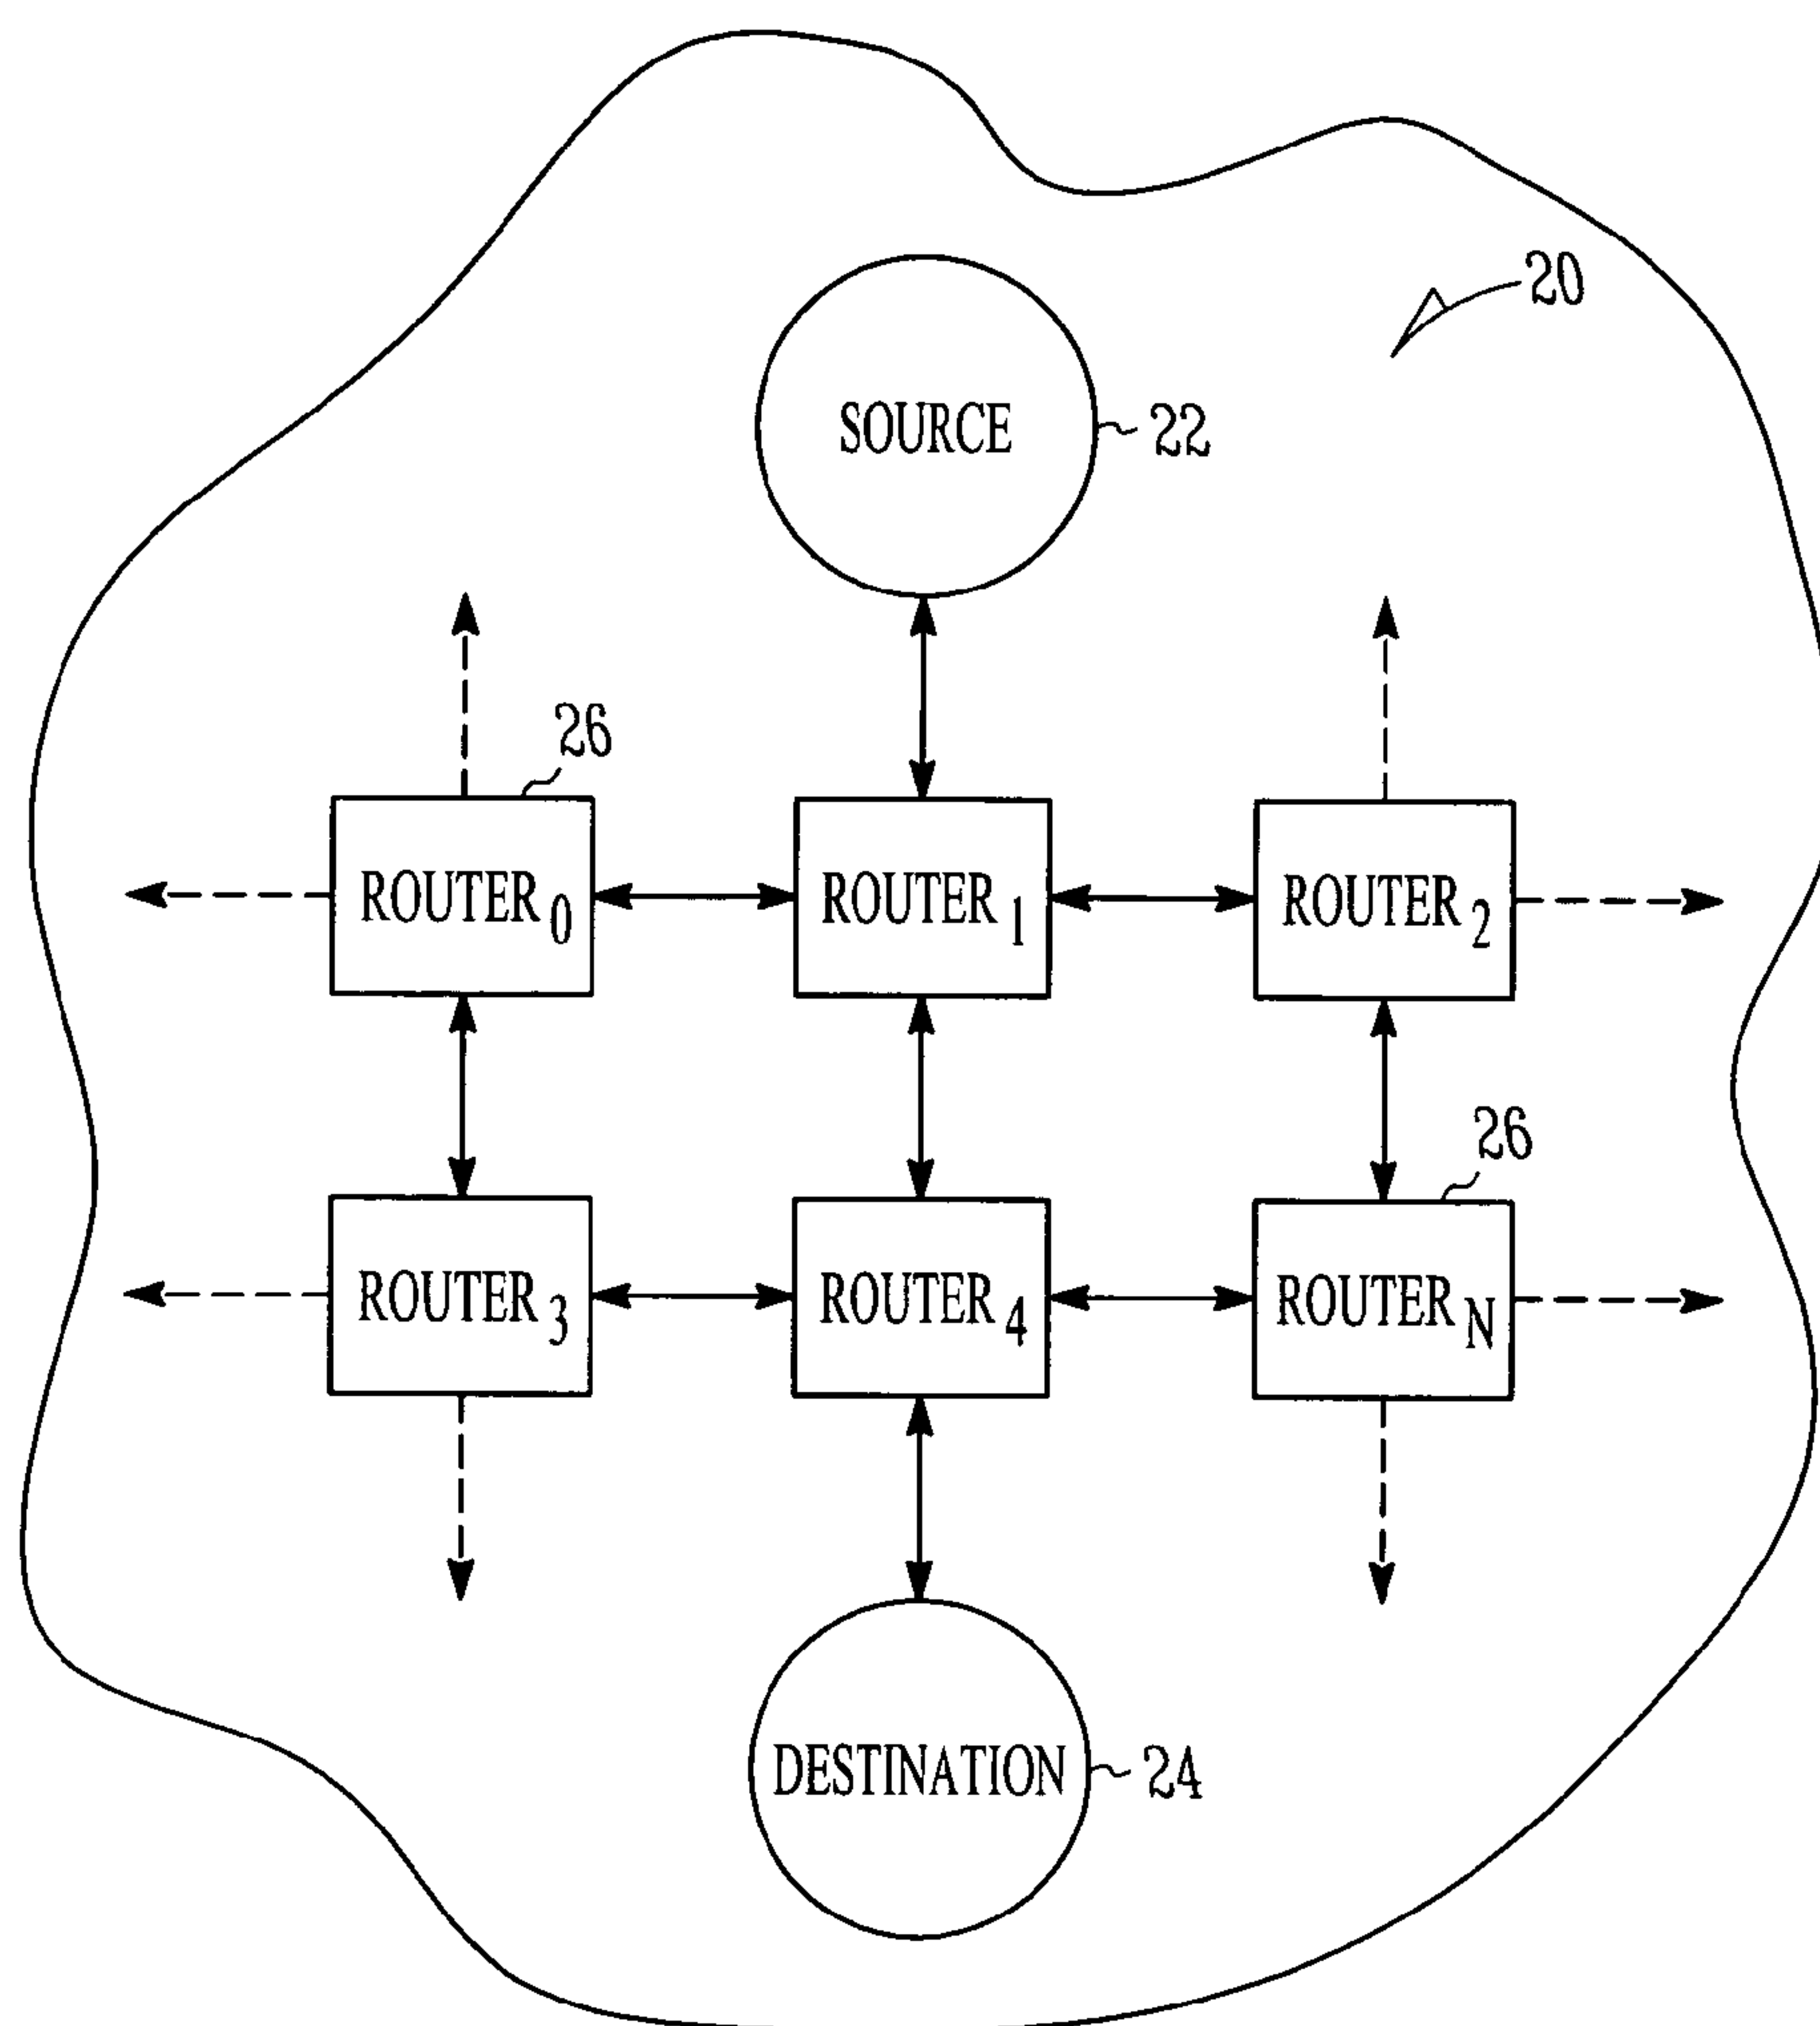 20
SOURCE
22
26
ROUTER 0
ROUTER 1
ROUTER 2
26
ROUTER 3
ROUTER 4
ROUTER N
DESTINATION
24